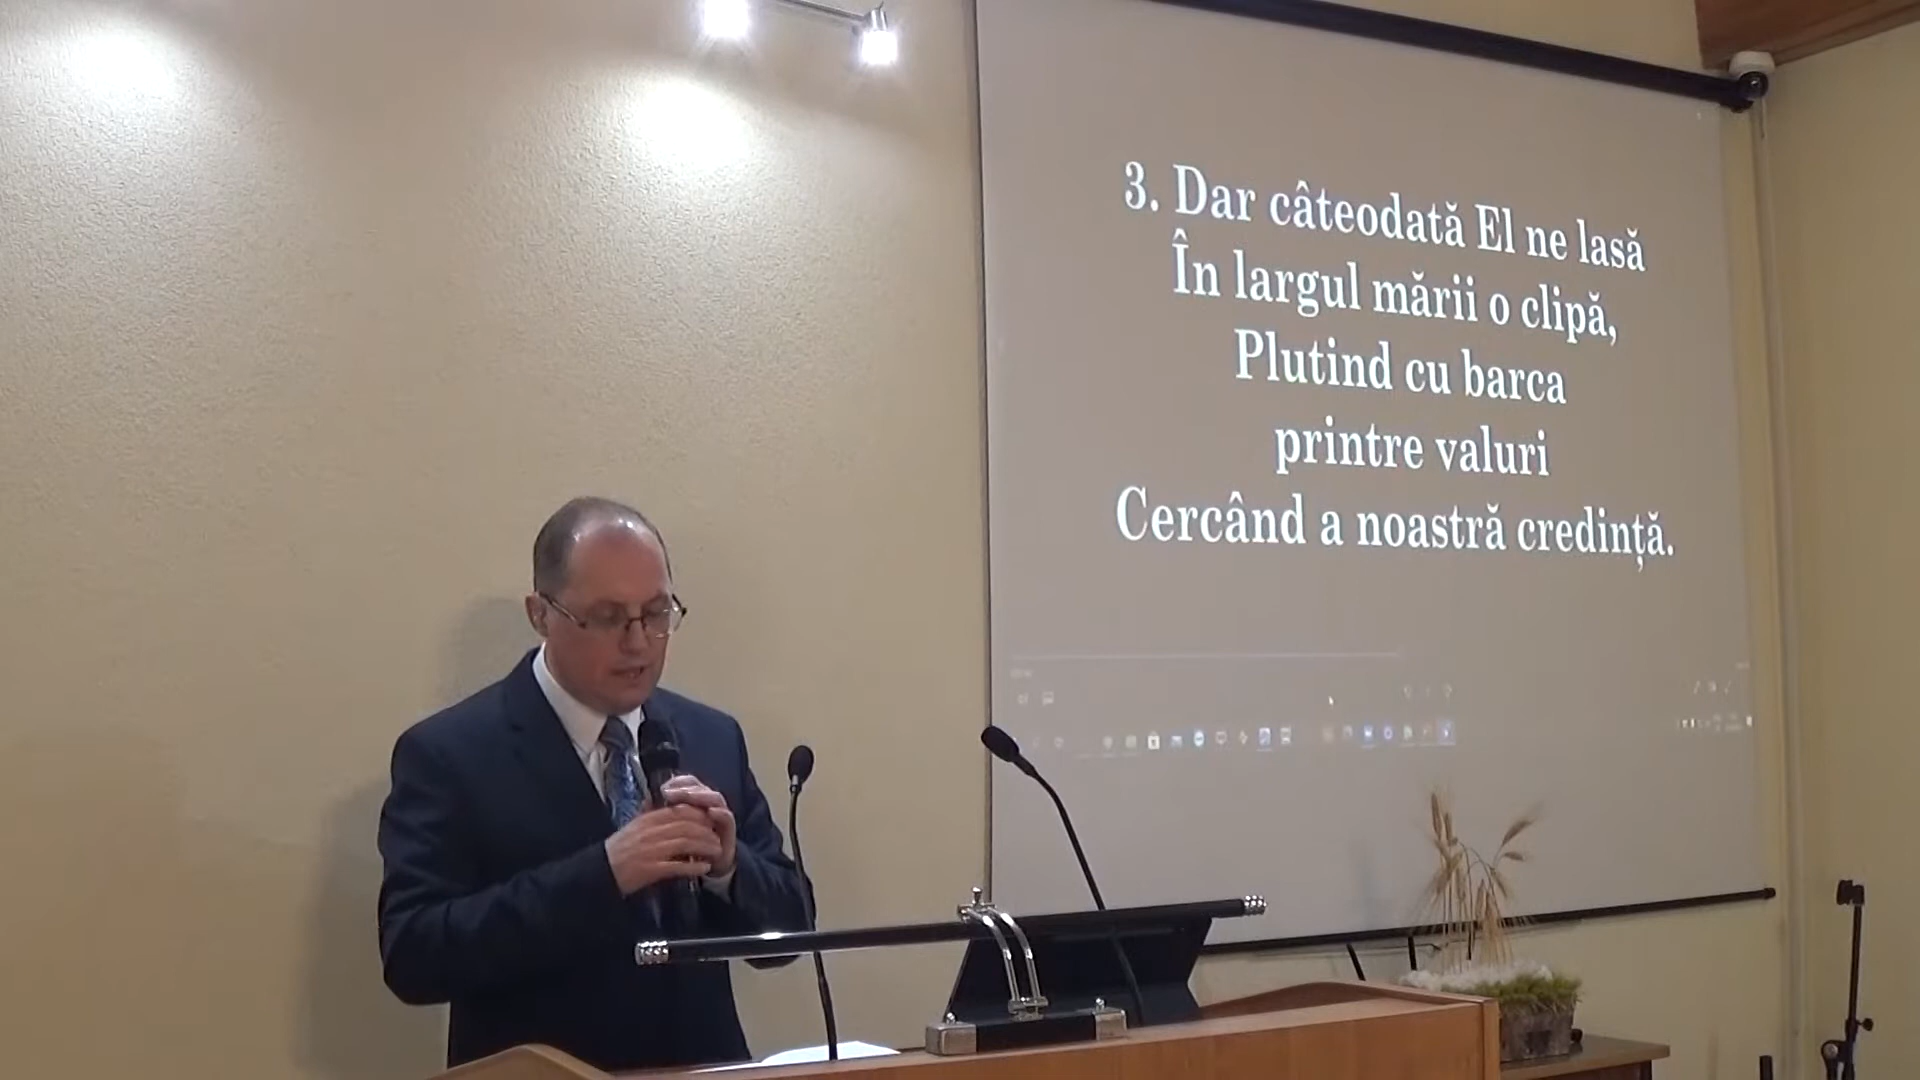 3. Dar câteodată El ne lasă
În largul mării o clipă,
Plutind cu barca
printre valuri
Cercând a noastră credință.